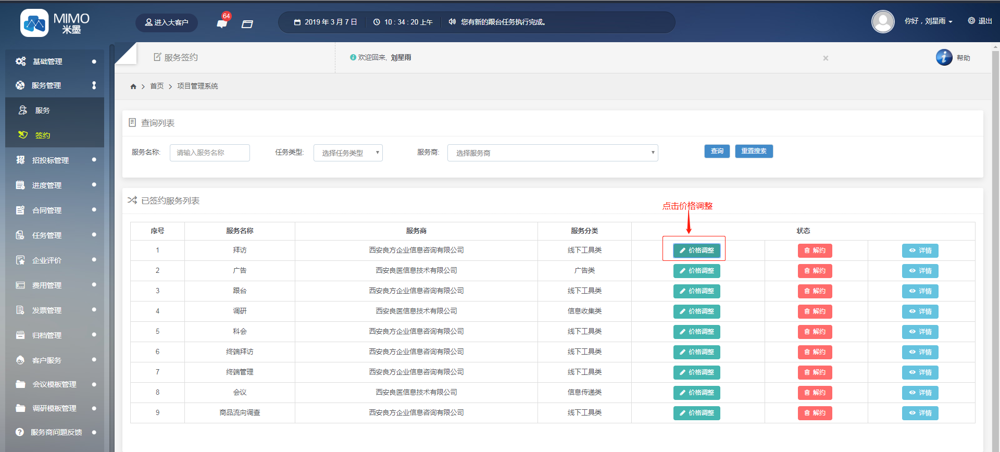 MIMO
米墨
进入大客户
64
2019 年 3 月 7 日
10 : 34 : 20 上午
您有新的跟台任务执行完成。
你好，刘星雨
退出
基础管理
服务管理
服务
签约
招投标管理
进度管理
合同管理
任务管理
企业评价
费用管理
发票管理
归档管理
客户服务
会议模板管理
调研模板管理
服务商问题反馈
服务签约
欢迎回来, 刘星雨
×
帮助
首页 > 项目管理系统
查询列表
服务名称: 请输入服务名称 任务类型: 选择任务类型 服务商: 选择服务商 查询 重置搜索
已签约服务列表
点击价格调整
序号 服务名称 服务商 服务分类 状态
1 拜访 西安良方企业信息咨询有限公司 线下工具类 价格调整 解约 详情
2 广告 西安良医信息技术有限公司 广告类 价格调整 解约 详情
3 跟台 西安良方企业信息咨询有限公司 线下工具类 价格调整 解约 详情
4 调研 西安良医信息技术有限公司 信息收集类 价格调整 解约 详情
5 科会 西安良方企业信息咨询有限公司 线下工具类 价格调整 解约 详情
6 终端拜访 西安良方企业信息咨询有限公司 线下工具类 价格调整 解约 详情
7 终端管理 西安良方企业信息咨询有限公司 线下工具类 价格调整 解约 详情
8 会议 西安良医信息技术有限公司 信息传递类 价格调整 解约 详情
9 商品流向调查 西安良方企业信息咨询有限公司 线下工具类 价格调整 解约 详情